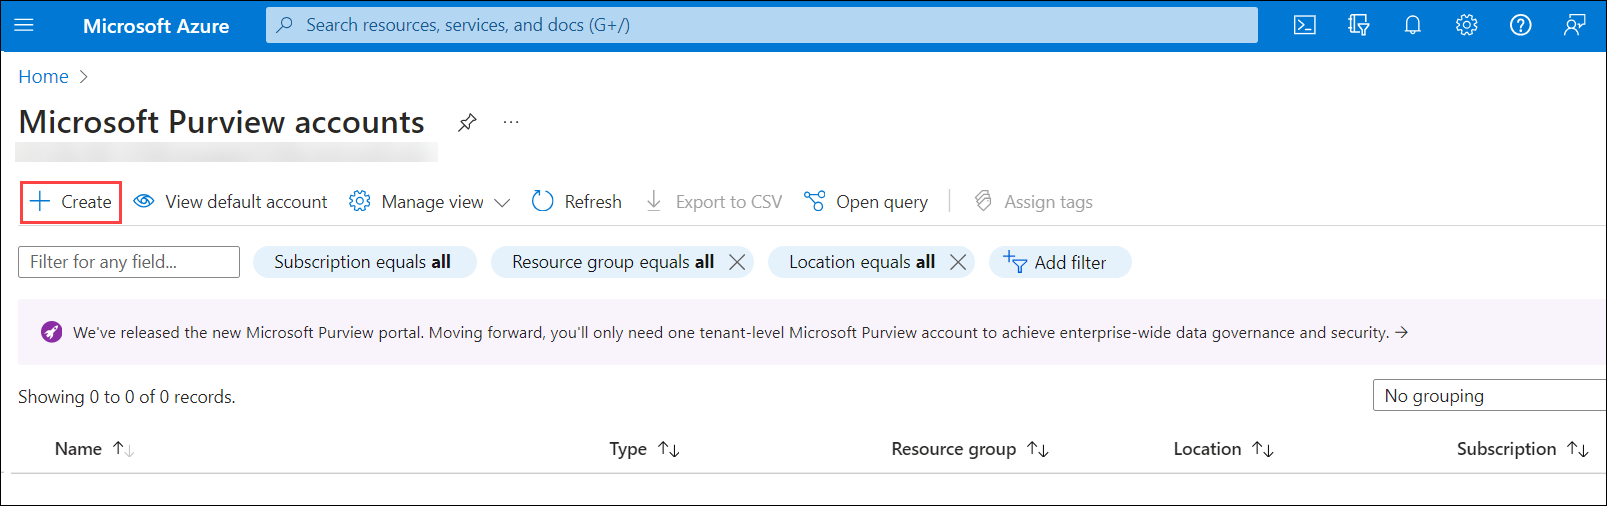 Microsoft Azure
Search resources, services, and docs (G+/)
Home
Microsoft Purview accounts
Create
View default account
Manage view
Refresh
Export to CSV
Open query
Assign tags
Filter for any field...
Subscription equals all
Resource group equals all
Location equals all
Add filter
We've released the new Microsoft Purview portal. Moving forward, you'll only need one tenant-level Microsoft Purview account to achieve enterprise-wide data governance and security. →
Showing 0 to 0 of 0 records.
No grouping
Name ↑↓
Type ↑↓
Resource group ↑↓
Location ↑↓
Subscription ↑↓